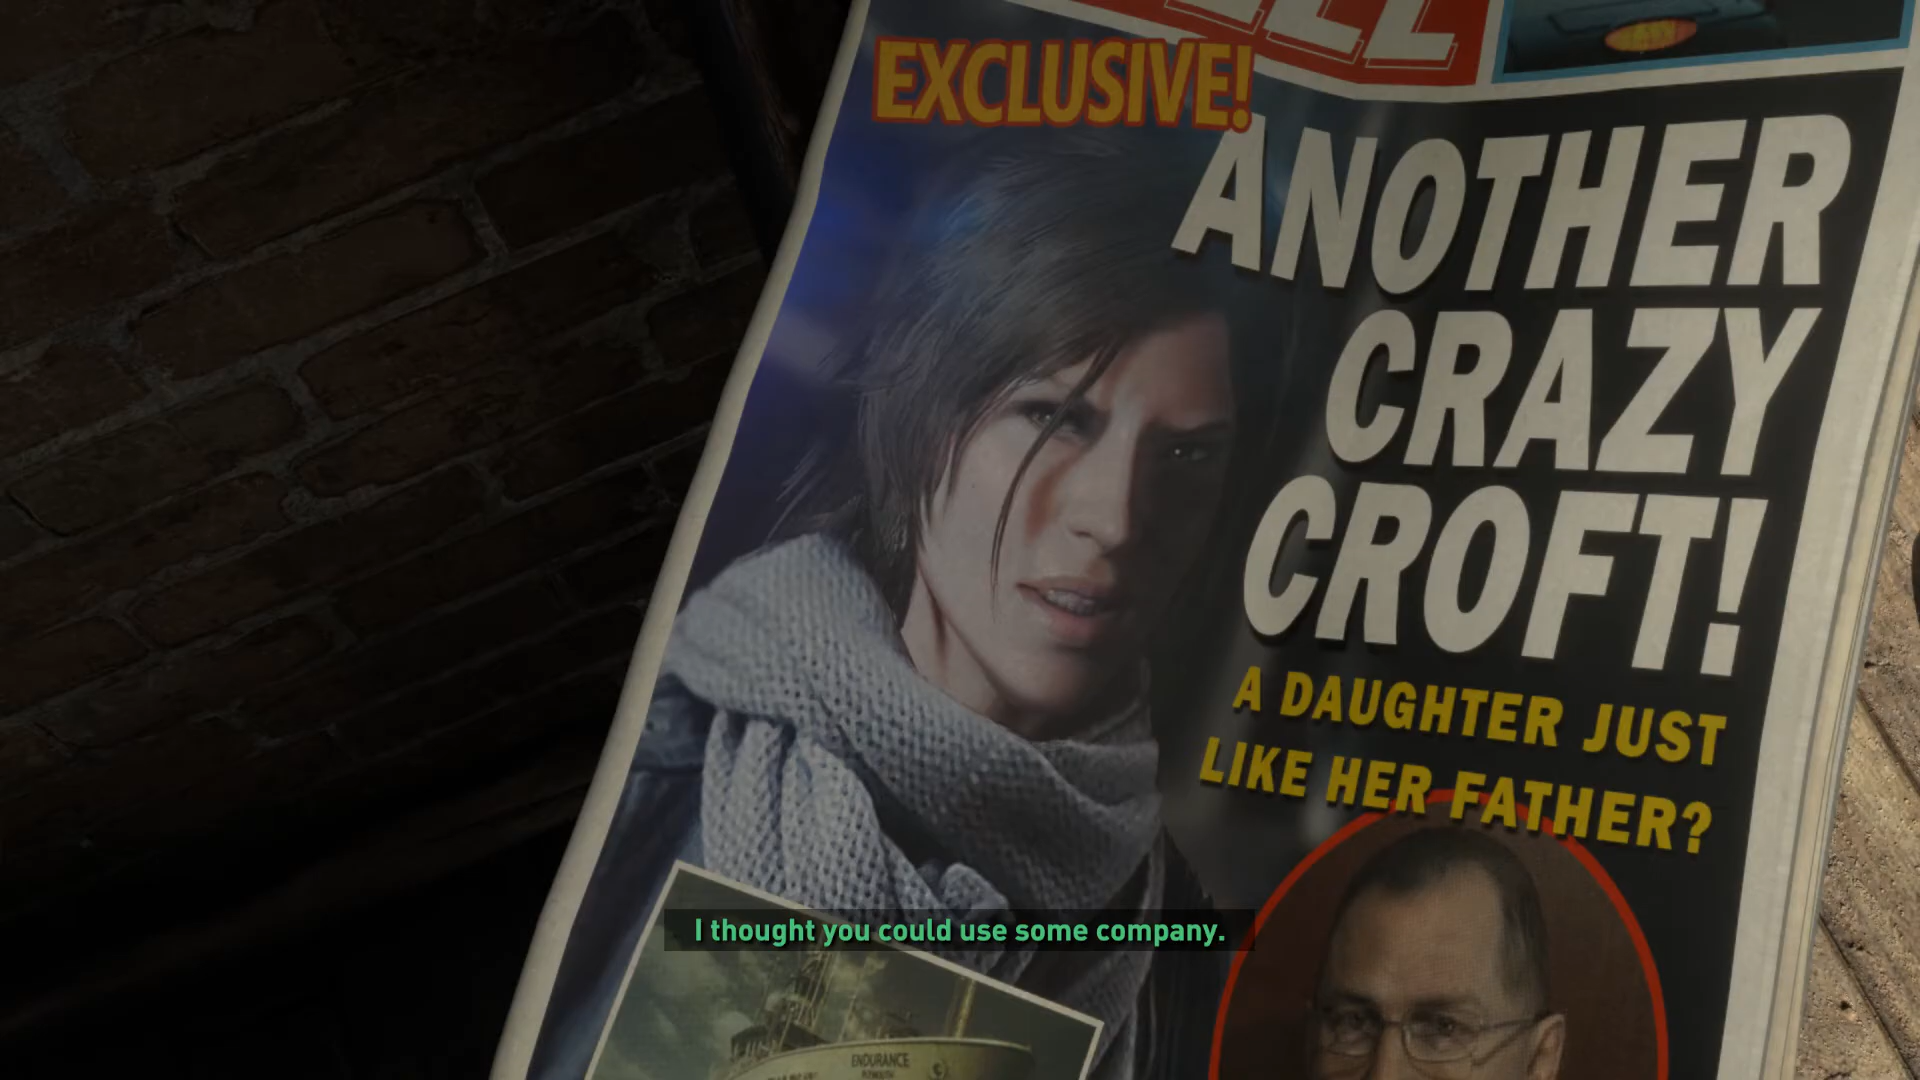 EXCLUSIVE!
ANOTHER
CRAZY
CROFT!
A DAUGHTER JUST
LIKE HER FATHER?
I thought you could use some company.
ENDURANCE